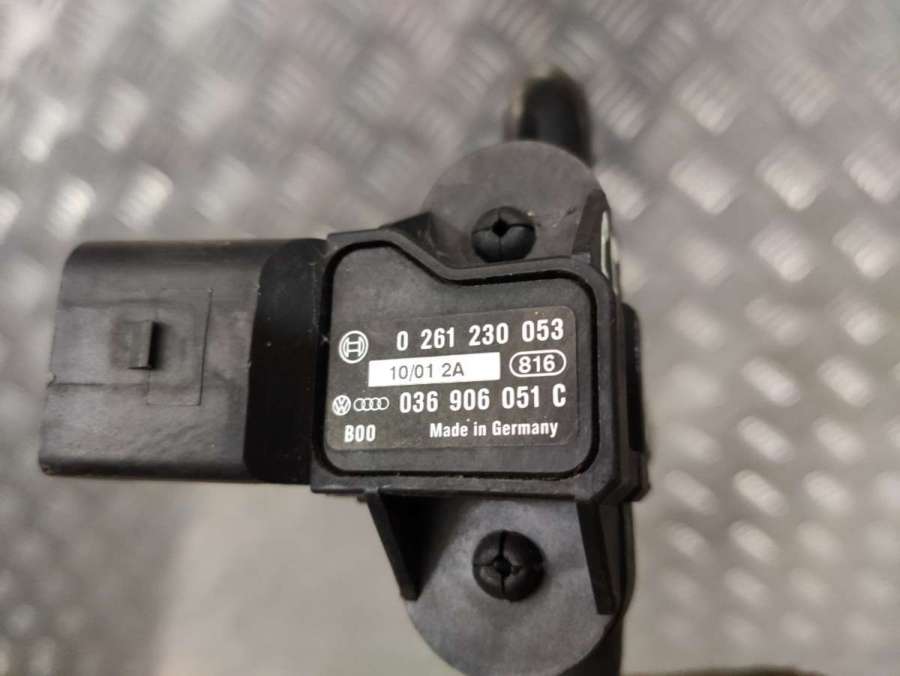 0 261 230 053
10/01 2A 816
036 906 051 C
B00 Made in Germany